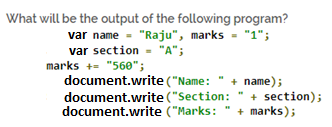 What will be the output of the following program?
var name = "Raju", marks = "1";
var section = "A";
marks += "560";
document.write("Name: " + name);
document.write("Section: " + section);
document.write("Marks: " + marks);